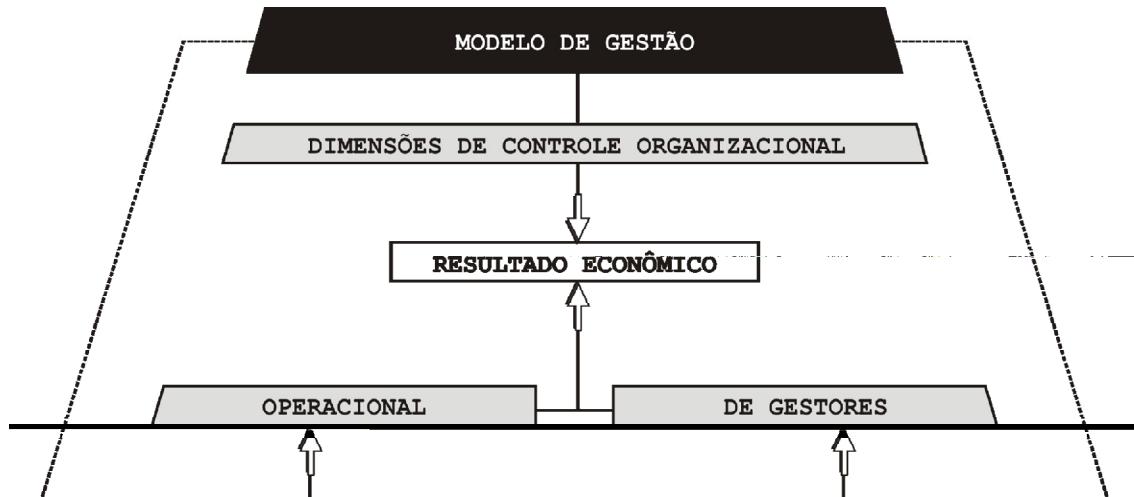 MODELO DE GESTÃO
DIMENSÕES DE CONTROLE ORGANIZACIONAL
RESULTADO ECONÔMICO
OPERACIONAL
DE GESTORES